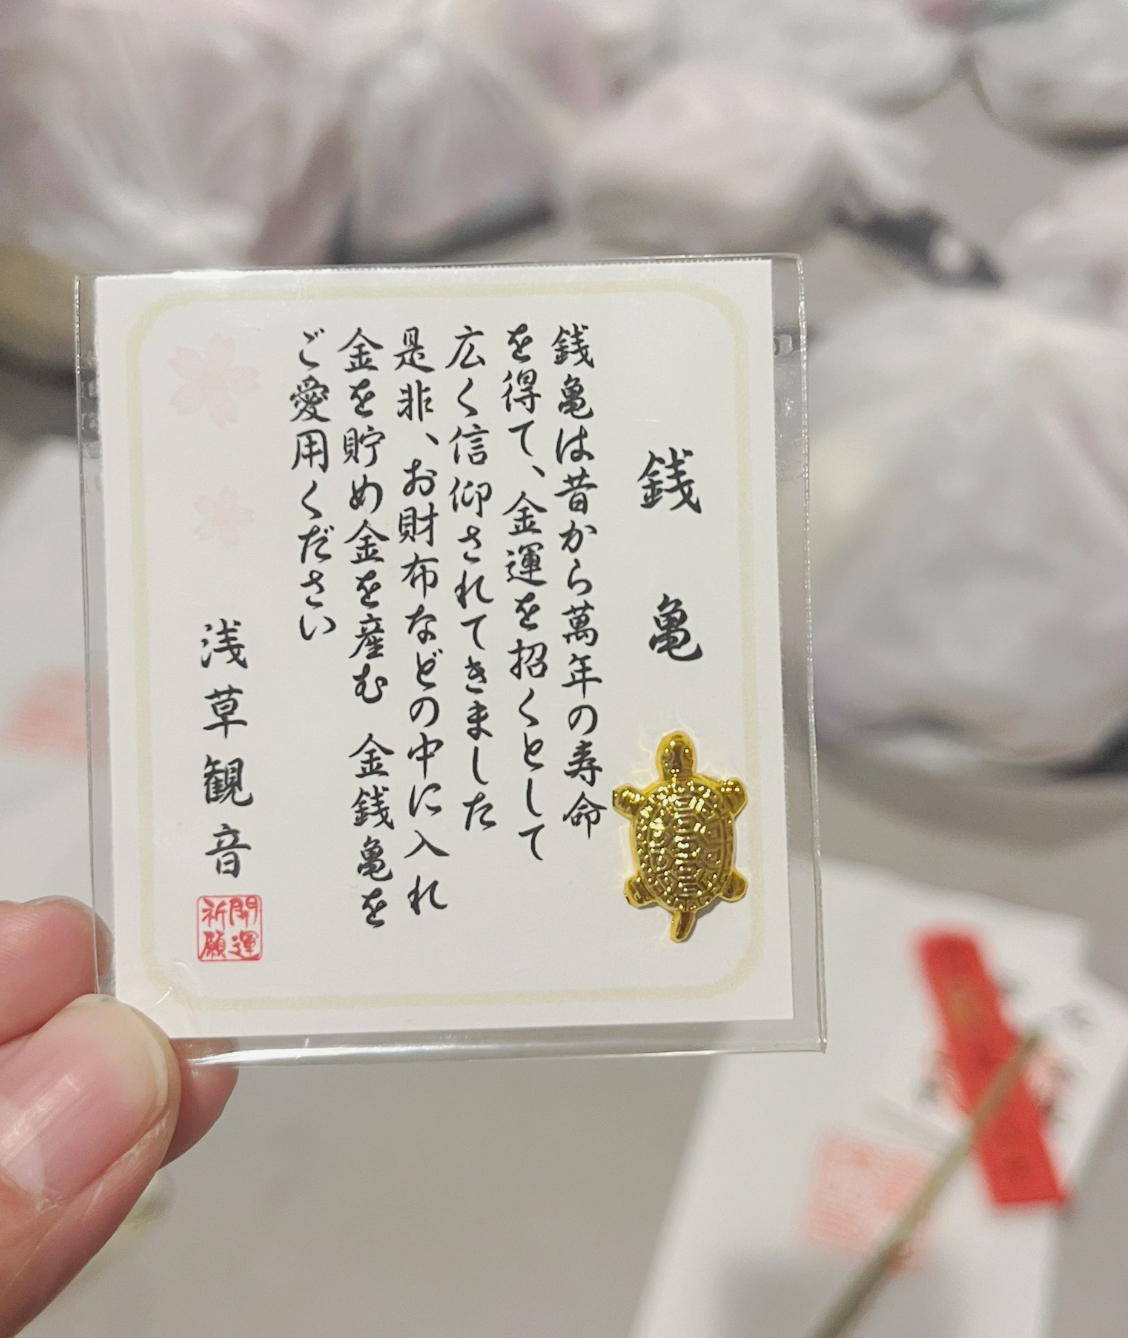 銭亀
銭亀は昔から萬年の寿命
を得て、金運を招くとして
広く信仰されてきました
是非、お財布などの中に入れ
金を貯め金を産む 金銭亀を
ご愛用ください
浅草観音
開運
祈願